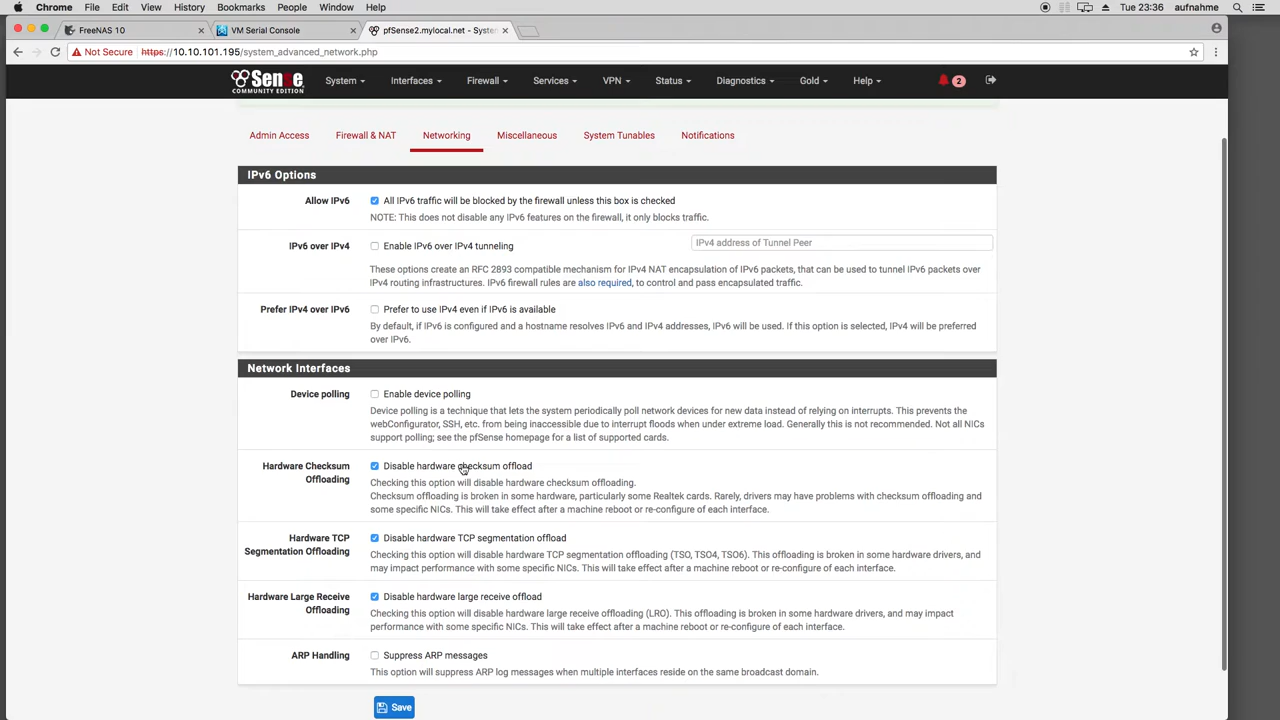 Chrome File Edit View History Bookmarks People Window Help Tue 23:36 aufnahme
FreeNAS 10 VM Serial Console pfSense2.mylocal.net - Syste
Not Secure https://10.10.101.195/system_advanced_network.php
Sense COMMUNITY EDITION System Interfaces Firewall Services VPN Status Diagnostics Gold Help 2
Admin Access Firewall & NAT Networking Miscellaneous System Tunables Notifications
IPv6 Options
Allow IPv6 All IPv6 traffic will be blocked by the firewall unless this box is checked
NOTE: This does not disable any IPv6 features on the firewall, it only blocks traffic.
IPv6 over IPv4 Enable IPv6 over IPv4 tunneling IPv4 address of Tunnel Peer
These options create an RFC 2893 compatible mechanism for IPv4 NAT encapsulation of IPv6 packets, that can be used to tunnel IPv6 packets over
IPv4 routing infrastructures. IPv6 firewall rules are also required, to control and pass encapsulated traffic.
Prefer IPv4 over IPv6 Prefer to use IPv4 even if IPv6 is available
By default, if IPv6 is configured and a hostname resolves IPv6 and IPv4 addresses, IPv6 will be used. If this option is selected, IPv4 will be preferred
over IPv6.
Network Interfaces
Device polling Enable device polling
Device polling is a technique that lets the system periodically poll network devices for new data instead of relying on interrupts. This prevents the
webConfigurator, SSH, etc. from being inaccessible due to interrupt floods when under extreme load. Generally this is not recommended. Not all NICs
support polling; see the pfSense homepage for a list of supported cards.
Hardware Checksum Offloading Disable hardware checksum offload
Checking this option will disable hardware checksum offloading.
Checksum offloading is broken in some hardware, particularly some Realtek cards. Rarely, drivers may have problems with checksum offloading and
some specific NICs. This will take effect after a machine reboot or re-configure of each interface.
Hardware TCP Segmentation Offloading Disable hardware TCP segmentation offload
Checking this option will disable hardware TCP segmentation offloading (TSO, TSO4, TSO6). This offloading is broken in some hardware drivers, and
may impact performance with some specific NICs. This will take effect after a machine reboot or re-configure of each interface.
Hardware Large Receive Offloading Disable hardware large receive offload
Checking this option will disable hardware large receive offloading (LRO). This offloading is broken in some hardware drivers, and may impact
performance with some specific NICs. This will take effect after a machine reboot or re-configure of each interface.
ARP Handling Suppress ARP messages
This option will suppress ARP log messages when multiple interfaces reside on the same broadcast domain.
Save